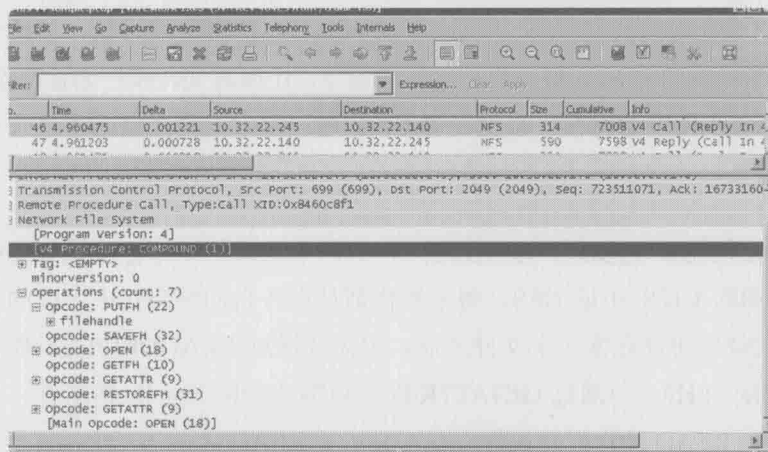 File Edit View Go Capture Analyze Statistics Telephony Tools Internals Help
Filter: Expression... Clear Apply
Time Delta Source Destination Protocol Size Cumulative Info
46 4.960475 0.001221 10.32.22.245 10.32.22.140 NFS 314 7008 V4 Call (Reply In 4
47 4.961203 0.000728 10.32.22.140 10.32.22.245 NFS 590 7598 V4 Reply (Call In 4
Transmission Control Protocol, Src Port: 699 (699), Dst Port: 2049 (2049), Seq: 723511071, Ack: 16733160
Remote Procedure Call, Type:Call XID:0x8460c8f1
Network File System
[Program Version: 4]
[V4 Procedure: COMPOUND (1)]
Tag: <EMPTY>
minorversion: 0
Operations (count: 7)
Opcode: PUTFH (22)
filehandle
Opcode: SAVEFH (32)
Opcode: OPEN (18)
Opcode: GETFH (10)
Opcode: GETATTR (9)
Opcode: RESTOREFH (31)
Opcode: GETATTR (9)
[Main Opcode: OPEN (18)]